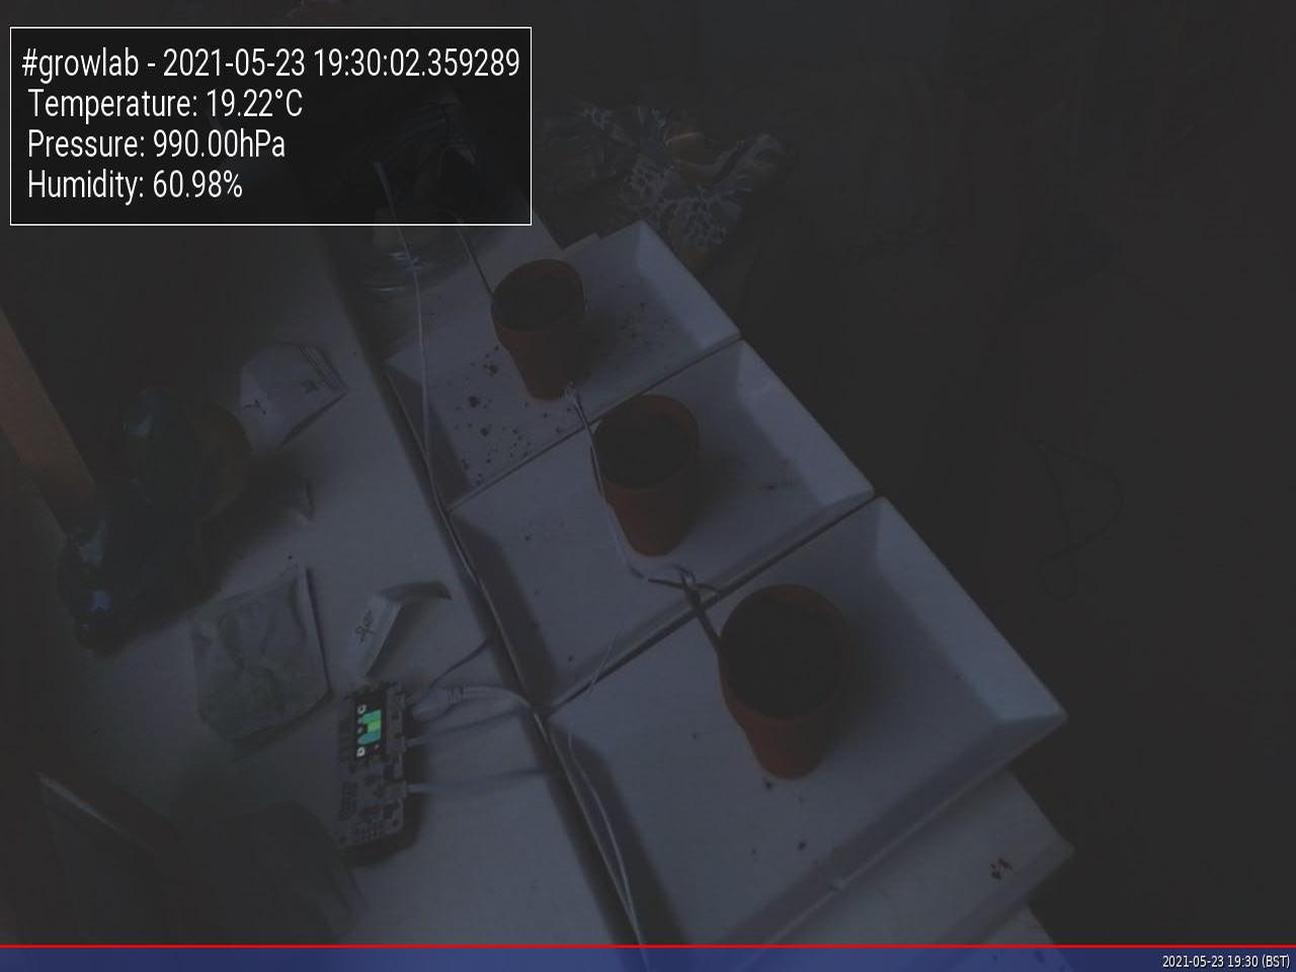 #growlab - 2021-05-23 19:30:02.359289
Temperature: 19.22°C
Pressure: 990.00hPa
Humidity: 60.98%
2021-05-23 19:30 (BST)